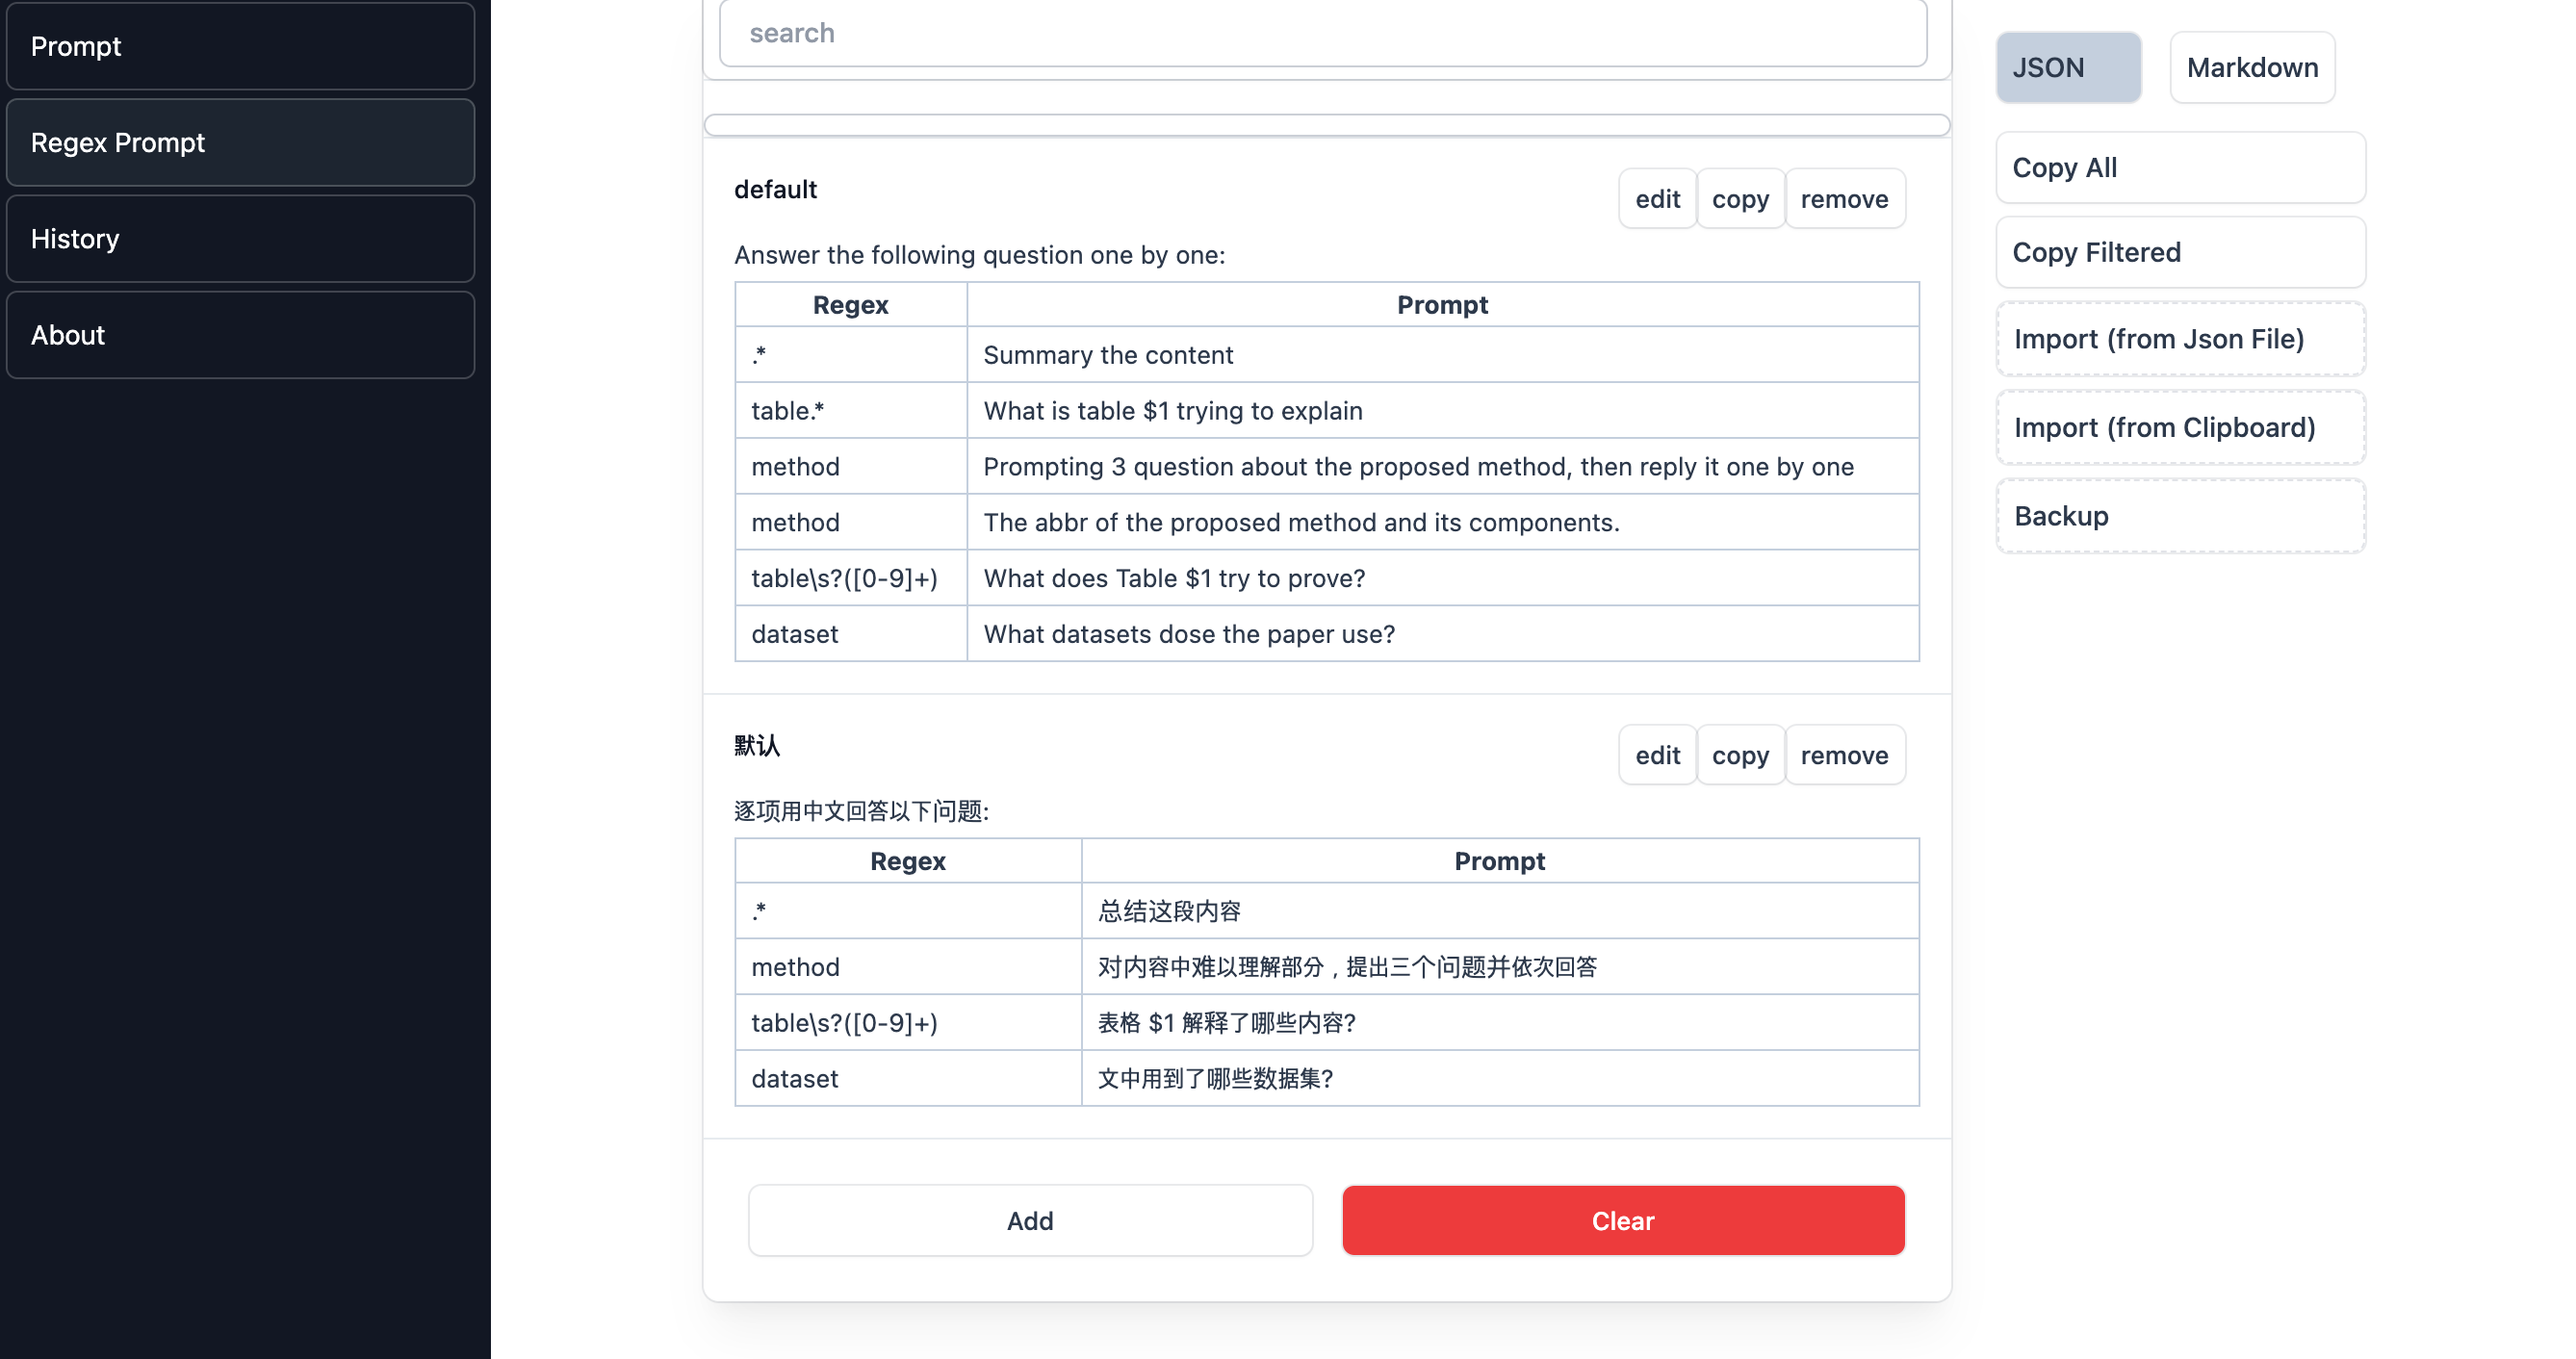 Prompt
Regex Prompt
History
About
search
default
edit copy remove
Answer the following question one by one:
Regex Prompt
.* Summary the content
table.* What is table $1 trying to explain
method Prompting 3 question about the proposed method, then reply it one by one
method The abbr of the proposed method and its components.
table\s?([0-9]+) What does Table $1 try to prove?
dataset What datasets dose the paper use?
默认
edit copy remove
逐项用中文回答以下问题:
Regex Prompt
.* 总结这段内容
method 对内容中难以理解部分，提出三个问题并依次回答
table\s?([0-9]+) 表格 $1 解释了哪些内容?
dataset 文中用到了哪些数据集?
Add Clear
JSON Markdown
Copy All
Copy Filtered
Import (from Json File)
Import (from Clipboard)
Backup